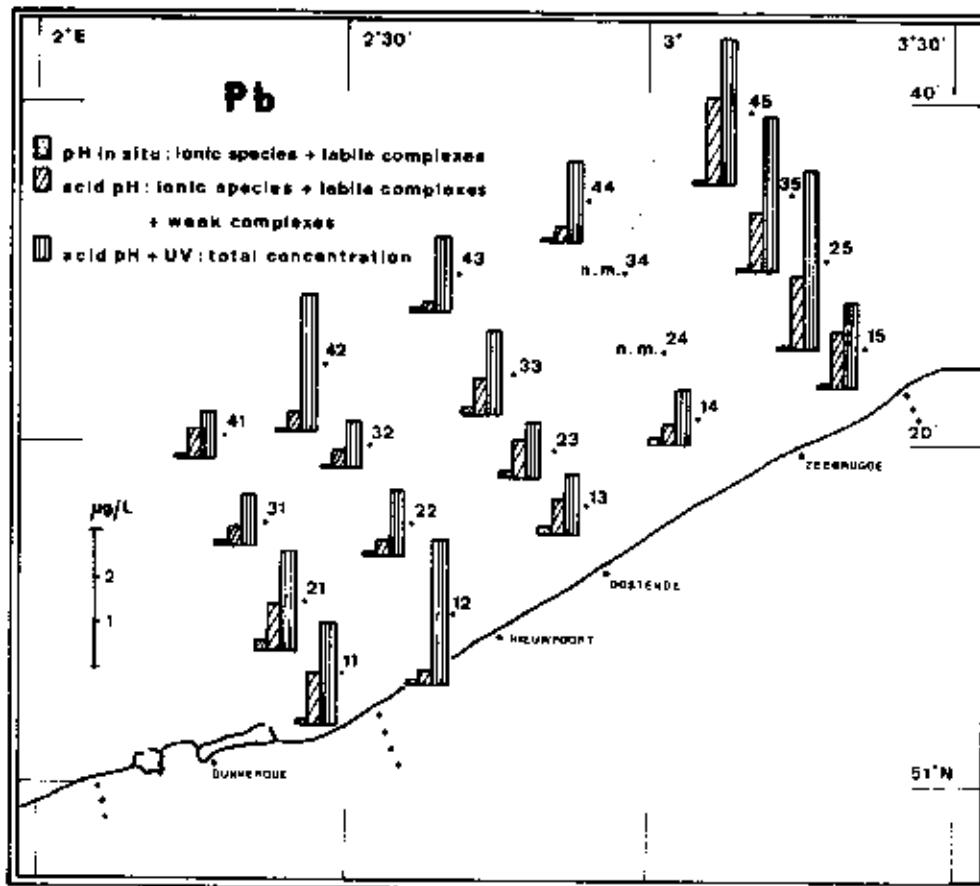 2°E
2°30'
3°
3°30'
Pb
40'
pH in situ : ionic species + labile complexes
acid pH : ionic species + labile complexes
+ weak complexes
acid pH + UV : total concentration
45
44
35
43
n.m. 34
25
42
n.m. 24
15
33
41
32
14
20'
23
ZEEBRUGGE
µg/L
31
22
13
2
OOSTENDE
21
12
1
NIEUWPOORT
11
DUNKERQUE
51°N